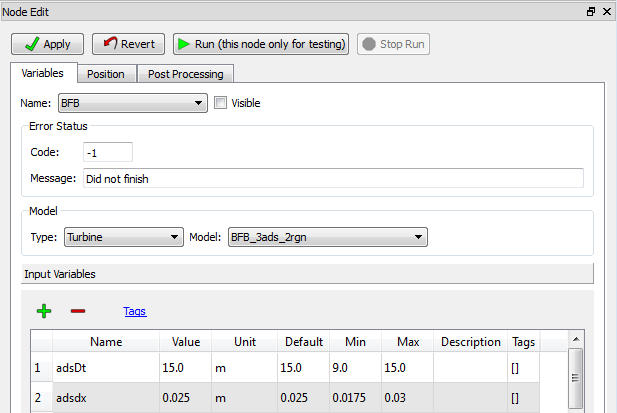 Node Edit
Apply Revert Run (this node only for testing) Stop Run
Variables Position Post Processing
Name: BFB Visible
Error Status
Code: -1
Message: Did not finish
Model
Type: Turbine Model: BFB_3ads_2rgn
Input Variables
Tags
Name Value Unit Default Min Max Description Tags
1 adsDt 15.0 m 15.0 9.0 15.0 []
2 adsdx 0.025 m 0.025 0.0175 0.03 []